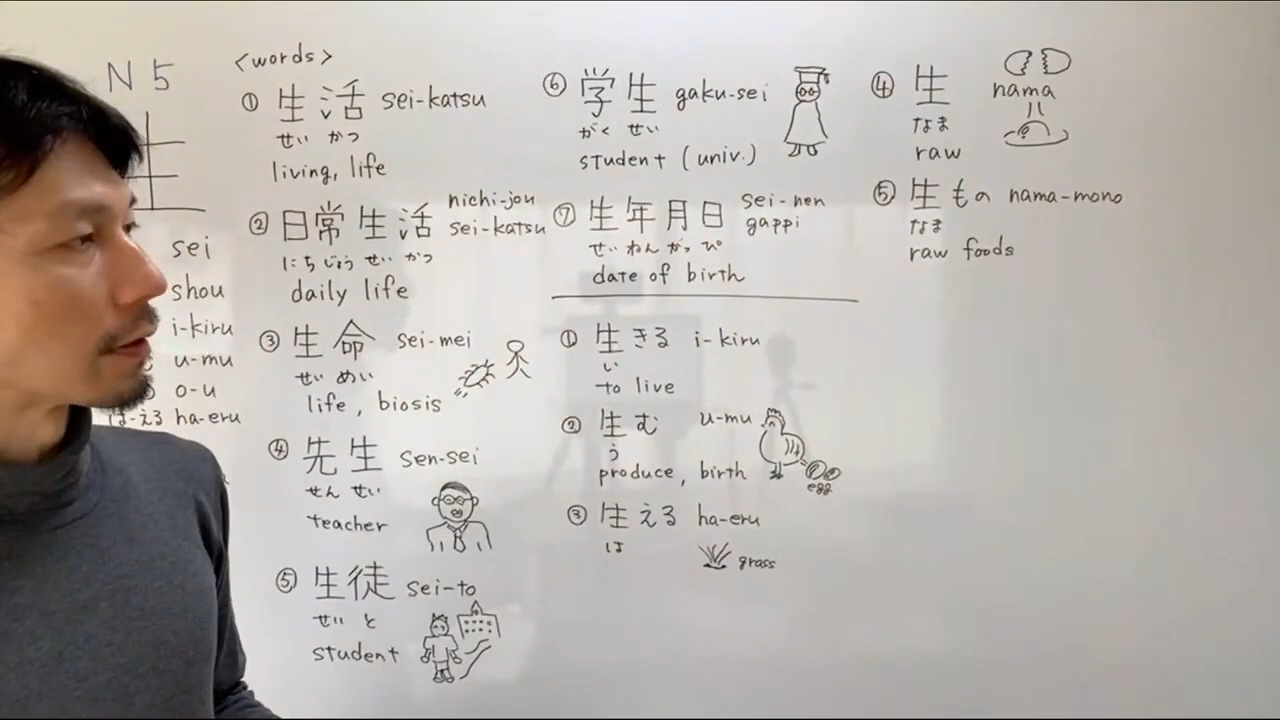 N5
sei
shou
i-kiru
u-mu
o-u
は-える ha-eru
<words>
① 生活 sei-katsu
せい かつ
living, life
② 日常生活 nichi-jou sei-katsu
にち じょう せい かつ
daily life
③ 生命 sei-mei
せい めい
life, biosis
④ 先生 sen-sei
せん せい
teacher
⑤ 生徒 sei-to
せい と
student
⑥ 学生 gaku-sei
がく せい
student (univ.)
⑦ 生年月日 sei-nen gappi
せい ねん がっ ぴ
date of birth
① 生きる i-kiru
い
to live
② 生む u-mu
う
produce, birth
egg
③ 生える ha-eru
は
grass
④ 生 nama
なま
raw
⑤ 生もの nama-mono
なま
raw foods